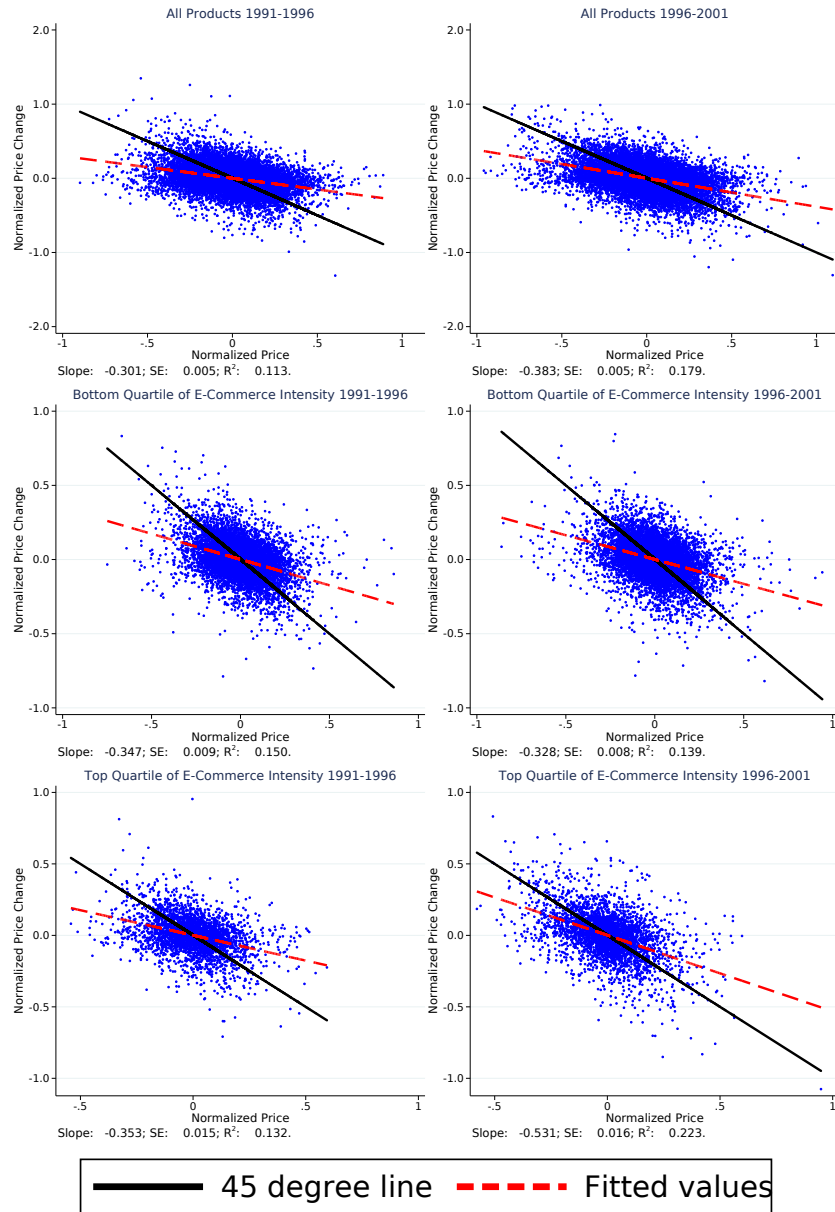 All Products 1991-1996
2.0
1.0
0.0
-1.0
-2.0
Normalized Price Change
-1 -.5 0 .5 1
Normalized Price
Slope: -0.301; SE: 0.005; R²: 0.113.
All Products 1996-2001
2.0
1.0
0.0
-1.0
-2.0
Normalized Price Change
-1 -.5 0 .5 1
Normalized Price
Slope: -0.383; SE: 0.005; R²: 0.179.
Bottom Quartile of E-Commerce Intensity 1991-1996
1.0
0.5
0.0
-0.5
-1.0
Normalized Price Change
-1 -.5 0 .5 1
Normalized Price
Slope: -0.347; SE: 0.009; R²: 0.150.
Bottom Quartile of E-Commerce Intensity 1996-2001
1.0
0.5
0.0
-0.5
-1.0
Normalized Price Change
-1 -.5 0 .5 1
Normalized Price
Slope: -0.328; SE: 0.008; R²: 0.139.
Top Quartile of E-Commerce Intensity 1991-1996
1.0
0.5
0.0
-0.5
-1.0
Normalized Price Change
-.5 0 .5 1
Normalized Price
Slope: -0.353; SE: 0.015; R²: 0.132.
Top Quartile of E-Commerce Intensity 1996-2001
1.0
0.5
0.0
-0.5
-1.0
Normalized Price Change
-.5 0 .5 1
Normalized Price
Slope: -0.531; SE: 0.016; R²: 0.223.
45 degree line Fitted values